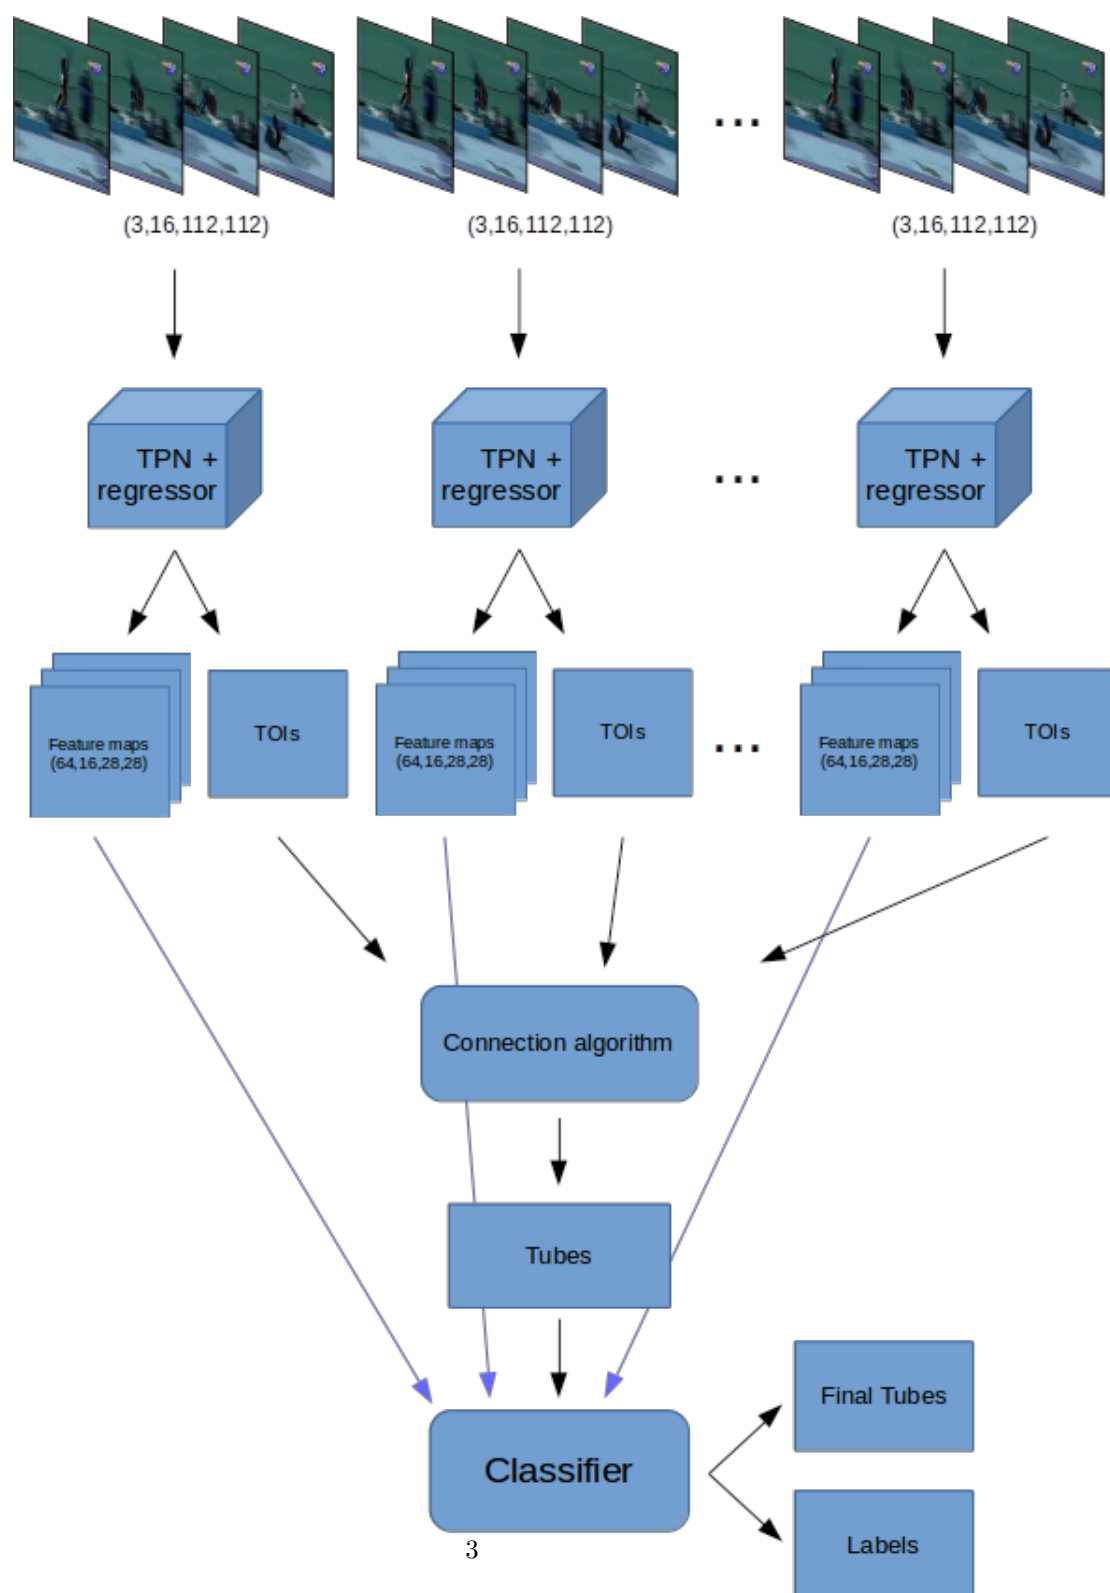 (3,16,112,112)
(3,16,112,112)
...
(3,16,112,112)
TPN +
regressor
TPN +
regressor
...
TPN +
regressor
Feature maps
(64,16,28,28)
TOIs
Feature maps
(64,16,28,28)
TOIs
...
Feature maps
(64,16,28,28)
TOIs
Connection algorithm
Tubes
Classifier
Final Tubes
Labels
3